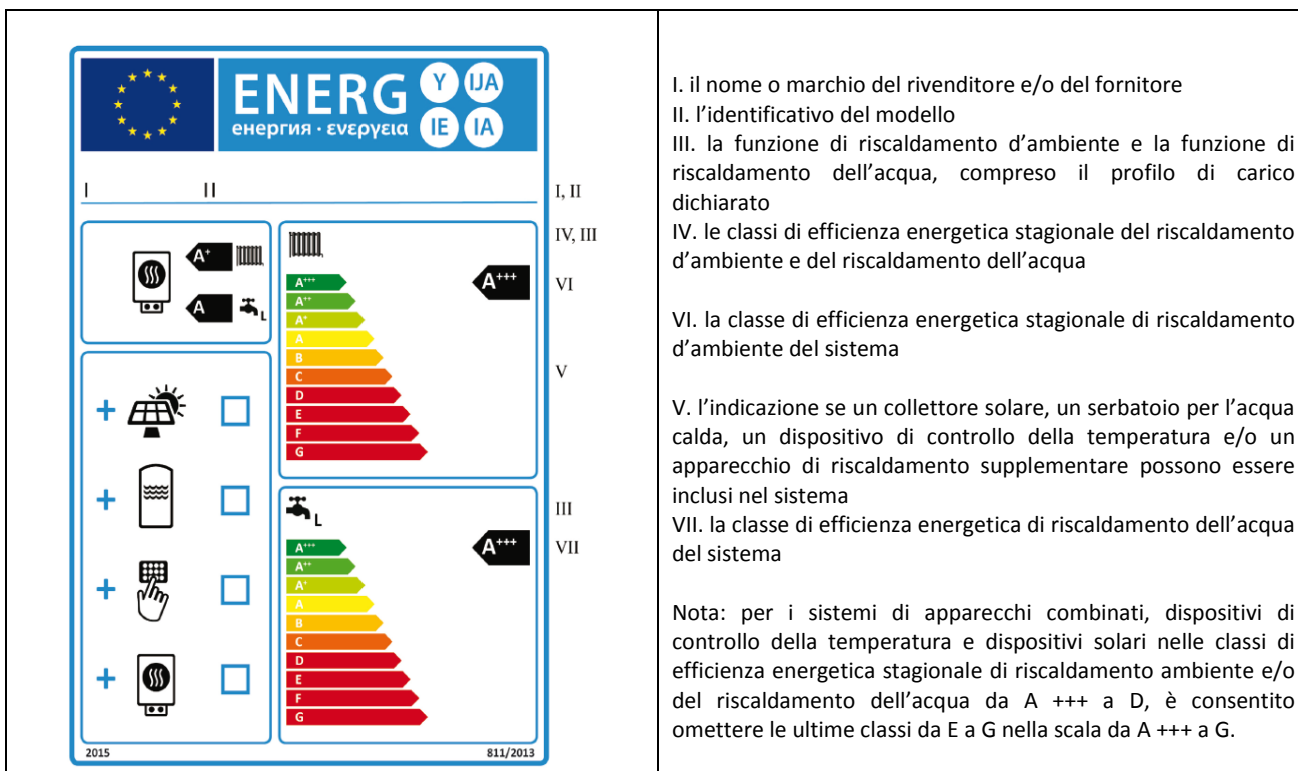 ENERG Y IJA
енергия · ενεργεια IE IA
I II
I, II
A+
A
L
IV, III
A+++
VI
A+++
A++
A+
A
B
V
C
D
E
F
G
L
III
A+++
VII
A+++
A++
A+
A
B
C
D
E
F
G
2015
811/2013
I. il nome o marchio del rivenditore e/o del fornitore
II. l’identificativo del modello
III. la funzione di riscaldamento d’ambiente e la funzione di
riscaldamento dell’acqua, compreso il profilo di carico
dichiarato
IV. le classi di efficienza energetica stagionale del riscaldamento
d’ambiente e del riscaldamento dell’acqua
VI. la classe di efficienza energetica stagionale di riscaldamento
d’ambiente del sistema
V. l’indicazione se un collettore solare, un serbatoio per l’acqua
calda, un dispositivo di controllo della temperatura e/o un
apparecchio di riscaldamento supplementare possono essere
inclusi nel sistema
VII. la classe di efficienza energetica di riscaldamento dell’acqua
del sistema
Nota: per i sistemi di apparecchi combinati, dispositivi di
controllo della temperatura e dispositivi solari nelle classi di
efficienza energetica stagionale di riscaldamento ambiente e/o
del riscaldamento dell’acqua da A +++ a D, è consentito
omettere le ultime classi da E a G nella scala da A +++ a G.